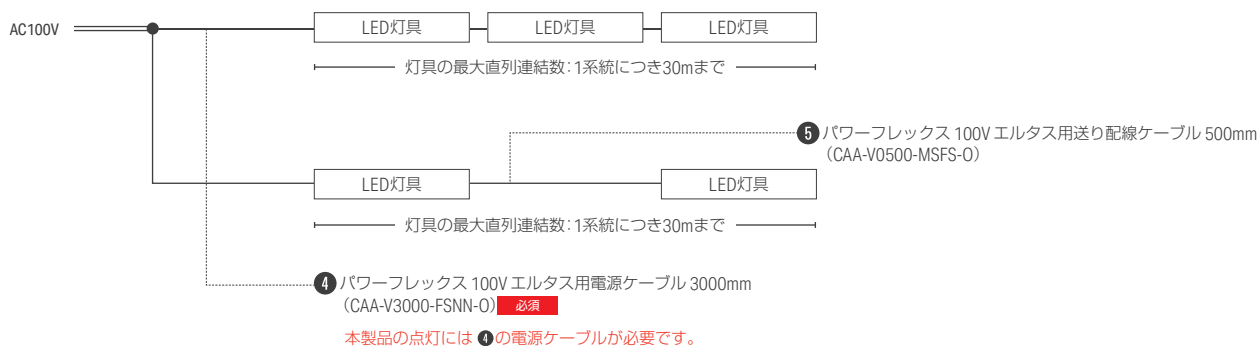 AC100V
LED灯具 LED灯具 LED灯具
灯具の最大直列連結数：1系統につき30mまで
❺ パワーフレックス 100V エルタス用送り配線ケーブル 500mm
（CAA-V0500-MSFS-O）
LED灯具 LED灯具
灯具の最大直列連結数：1系統につき30mまで
❹ パワーフレックス 100V エルタス用電源ケーブル 3000mm
（CAA-V3000-FSNN-O） 必須
本製品の点灯には ❹の電源ケーブルが必要です。